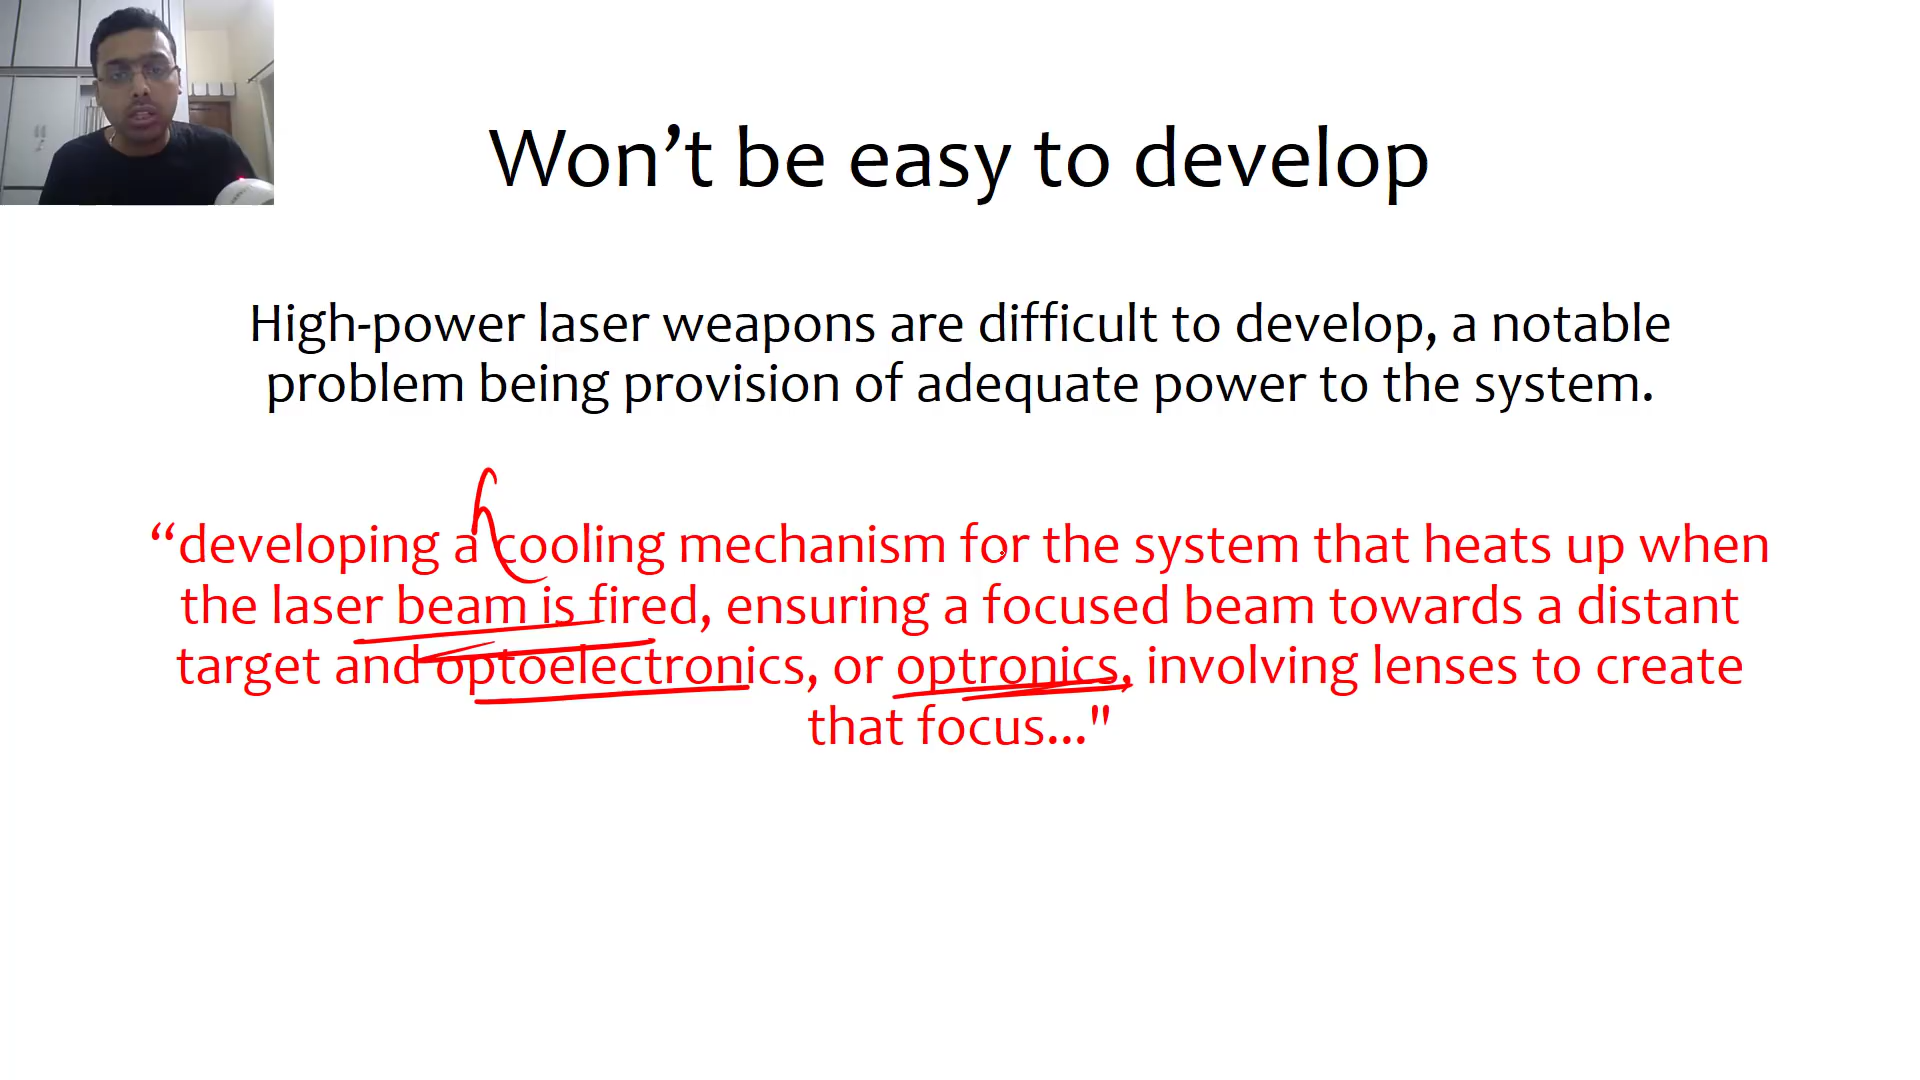 Won’t be easy to develop
High-power laser weapons are difficult to develop, a notable
problem being provision of adequate power to the system.
“developing a cooling mechanism for the system that heats up when
the laser beam is fired, ensuring a focused beam towards a distant
target and optoelectronics, or optronics, involving lenses to create
that focus..."